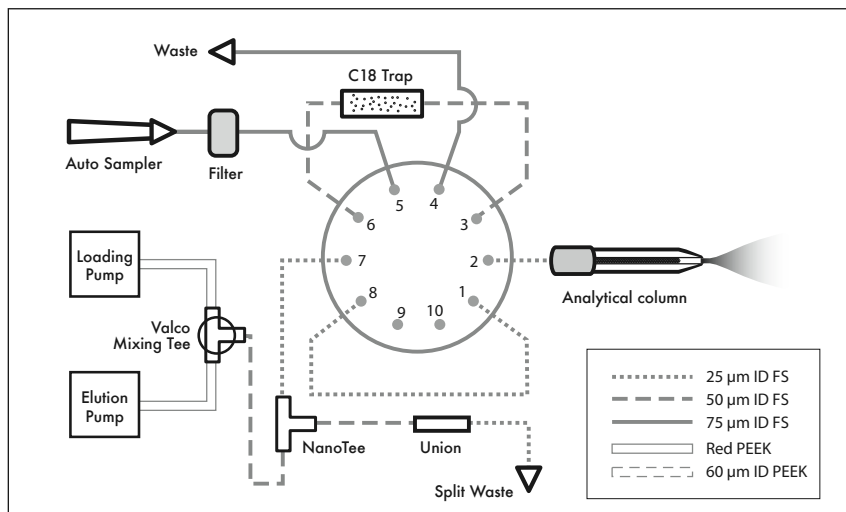 Waste
C18 Trap
Auto Sampler
Filter
5
4
6
3
7
2
8
1
9
10
Loading
Pump
Valco
Mixing Tee
Elution
Pump
Analytical column
NanoTee
Union
Split Waste
25 µm ID FS
50 µm ID FS
75 µm ID FS
Red PEEK
60 µm ID PEEK